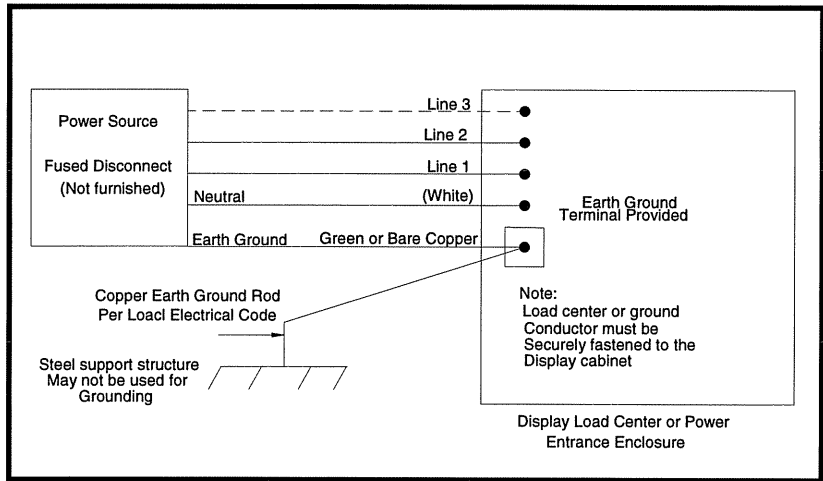 Power Source
Fused Disconnect
(Not furnished)
Line 3
Line 2
Line 1
Neutral
(White)
Earth Ground
Green or Bare Copper
Earth Ground
Terminal Provided
Note:
Load center or ground
Conductor must be
Securely fastened to the
Display cabinet
Copper Earth Ground Rod
Per Loacl Electrical Code
Steel support structure
May not be used for
Grounding
Display Load Center or Power
Entrance Enclosure